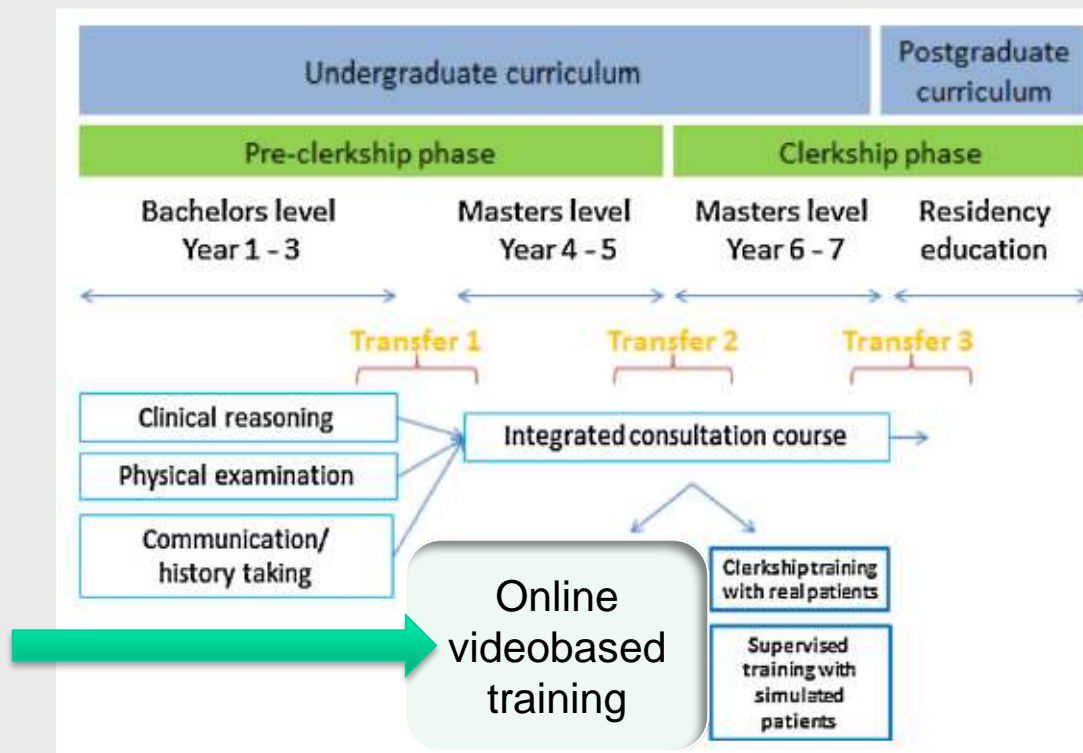 Undergraduate curriculum
Postgraduate
curriculum
Pre-clerkship phase
Clerkship phase
Bachelors level
Year 1 - 3
Masters level
Year 4 - 5
Masters level
Year 6 - 7
Residency
education
Transfer 1
Transfer 2
Transfer 3
Clinical reasoning
Physical examination
Communication/
history taking
Integrated consultation course
Online
videobased
training
Clerkship training
with real patients
Supervised
training with
simulated
patients